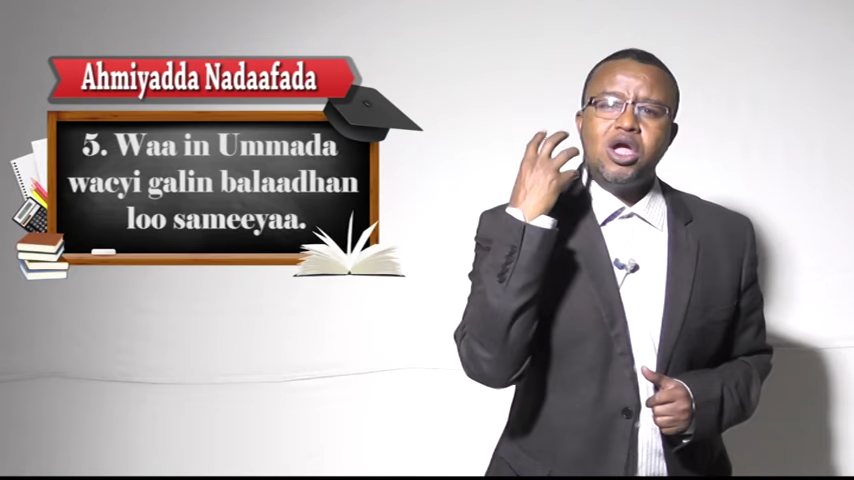 Ahmiyadda Nadaafada
5. Waa in Ummada
wacyi galin balaadhan
loo sameeyaa.